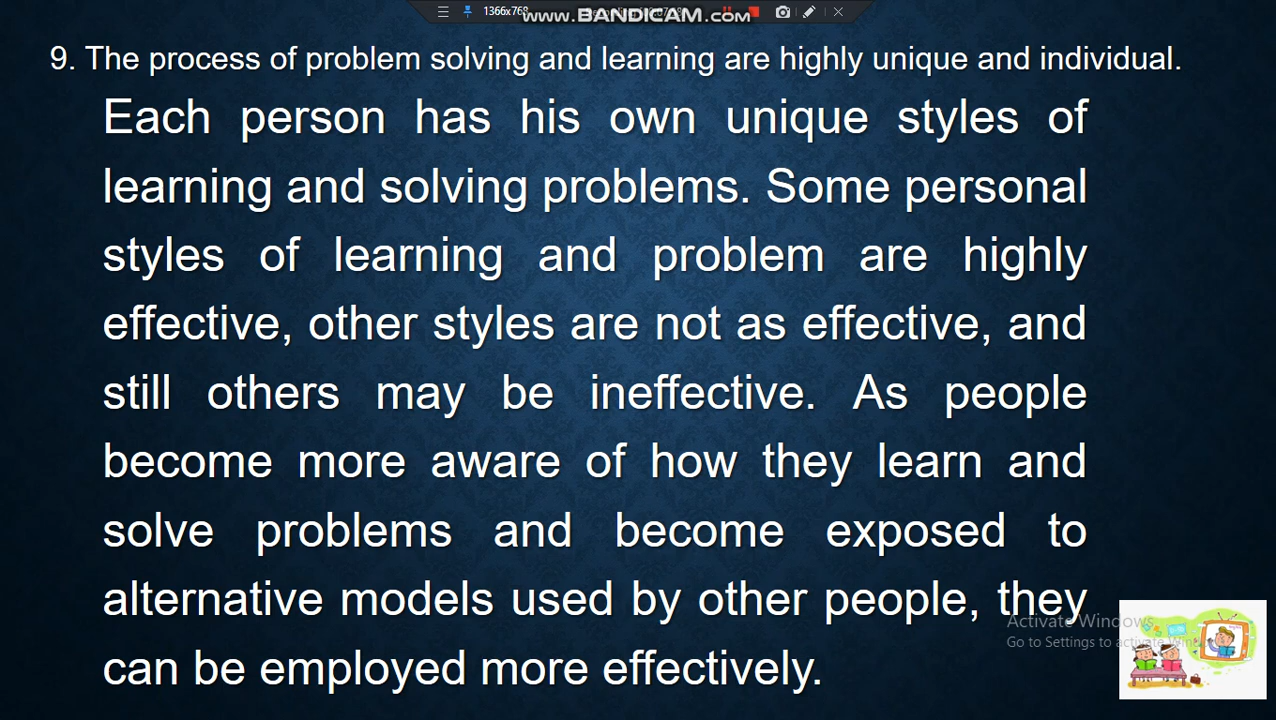 1366x768
www.BANDICAM.com
9. The process of problem solving and learning are highly unique and individual.
Each person has his own unique styles of
learning and solving problems. Some personal
styles of learning and problem are highly
effective, other styles are not as effective, and
still others may be ineffective. As people
become more aware of how they learn and
solve problems and become exposed to
alternative models used by other people, they
can be employed more effectively.
Activate Windows
Go to Settings to activate